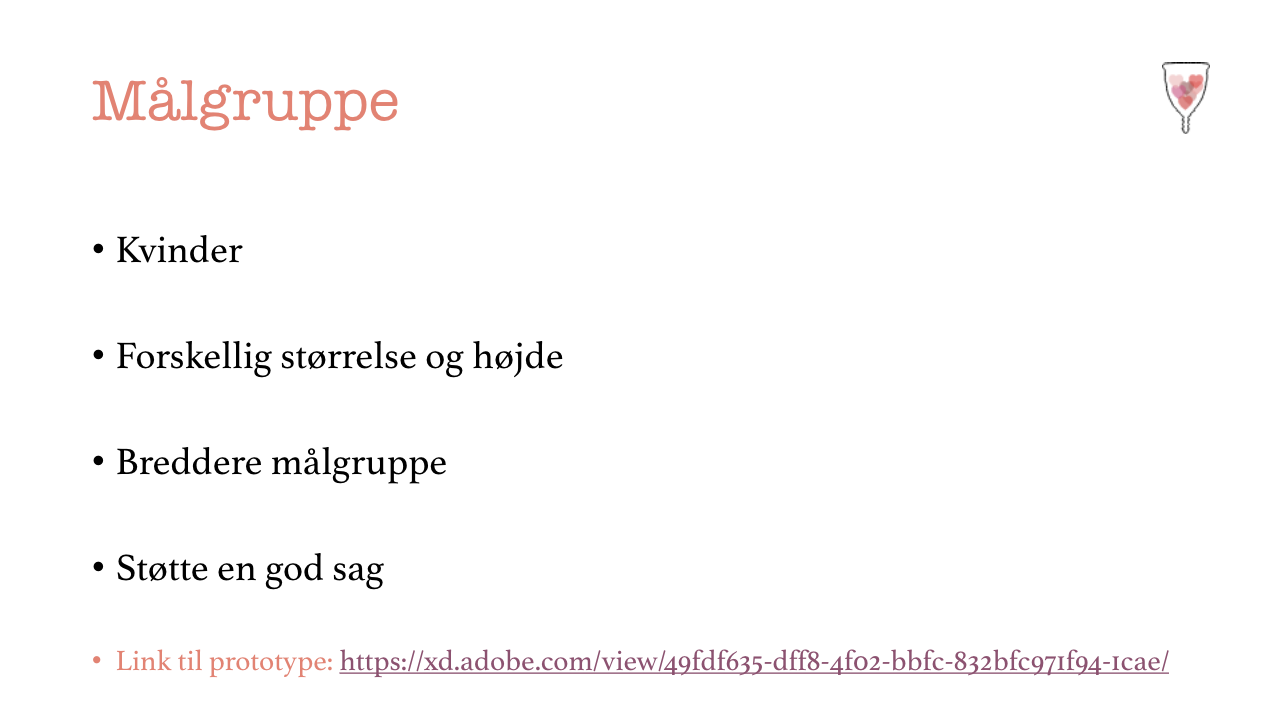 Målgruppe
• Kvinder
• Forskellig størrelse og højde
• Breddere målgruppe
• Støtte en god sag
• Link til prototype: https://xd.adobe.com/view/49fdf635-dff8-4f02-bbfc-832bfc971f94-1cae/